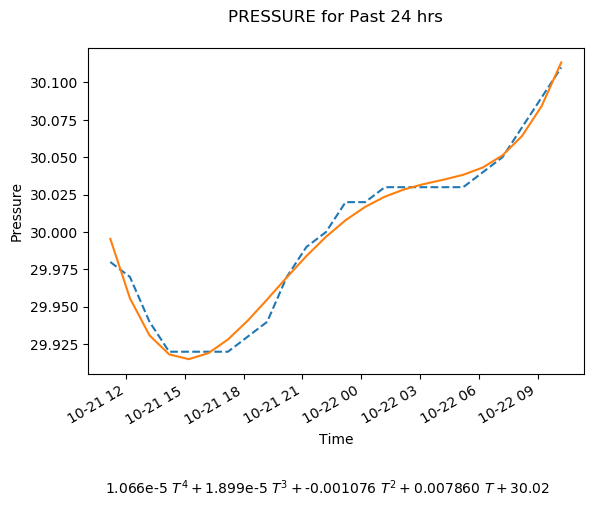 PRESSURE for Past 24 hrs
30.100
30.075
30.050
30.025
30.000
29.975
29.950
29.925
Pressure
10-21 12 10-21 15 10-21 18 10-21 21 10-22 00 10-22 03 10-22 06 10-22 09
Time
1.066e-5 T⁴ + 1.899e-5 T³ + -0.001076 T² + 0.007860 T + 30.02